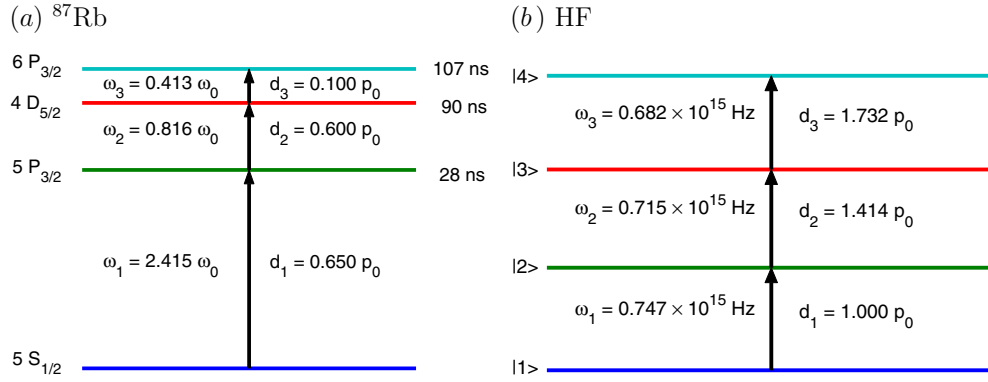 (a) ⁸⁷Rb
6 P₃/₂
ω₃ = 0.413 ω₀
d₃ = 0.100 p₀
107 ns
4 D₅/₂
90 ns
ω₂ = 0.816 ω₀
d₂ = 0.600 p₀
5 P₃/₂
28 ns
ω₁ = 2.415 ω₀
d₁ = 0.650 p₀
5 S₁/₂
(b) HF
|4>
ω₃ = 0.682 × 10¹⁵ Hz
d₃ = 1.732 p₀
|3>
ω₂ = 0.715 × 10¹⁵ Hz
d₂ = 1.414 p₀
|2>
ω₁ = 0.747 × 10¹⁵ Hz
d₁ = 1.000 p₀
|1>